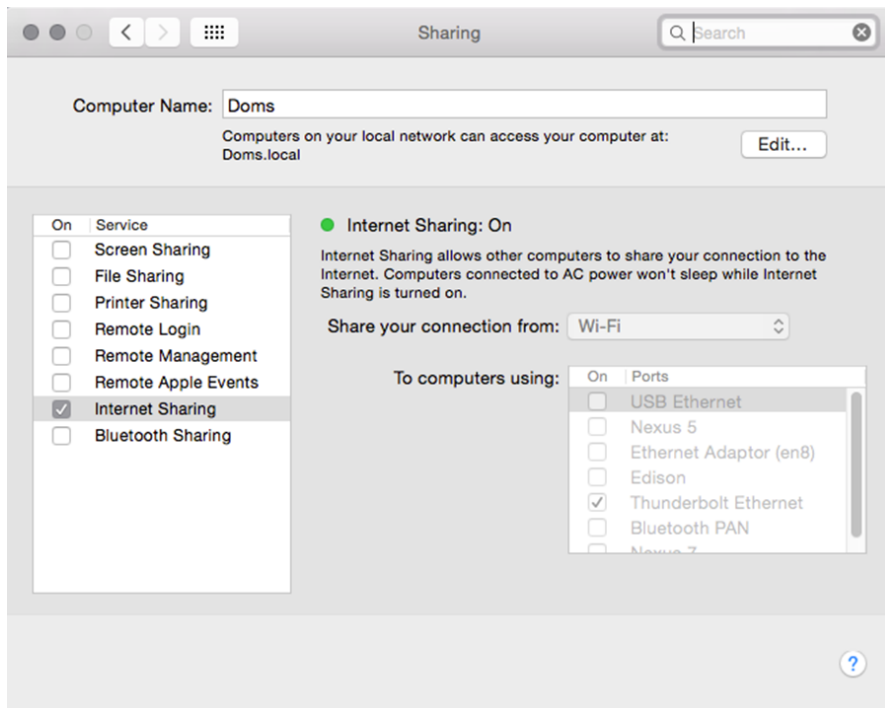 Sharing
Search
Computer Name: Doms
Computers on your local network can access your computer at:
Doms.local
Edit...
On Service
Screen Sharing
File Sharing
Printer Sharing
Remote Login
Remote Management
Remote Apple Events
Internet Sharing
Bluetooth Sharing
Internet Sharing: On
Internet Sharing allows other computers to share your connection to the
Internet. Computers connected to AC power won't sleep while Internet
Sharing is turned on.
Share your connection from: Wi-Fi
To computers using:
On Ports
USB Ethernet
Nexus 5
Ethernet Adaptor (en8)
Edison
Thunderbolt Ethernet
Bluetooth PAN
Nexus 7
?